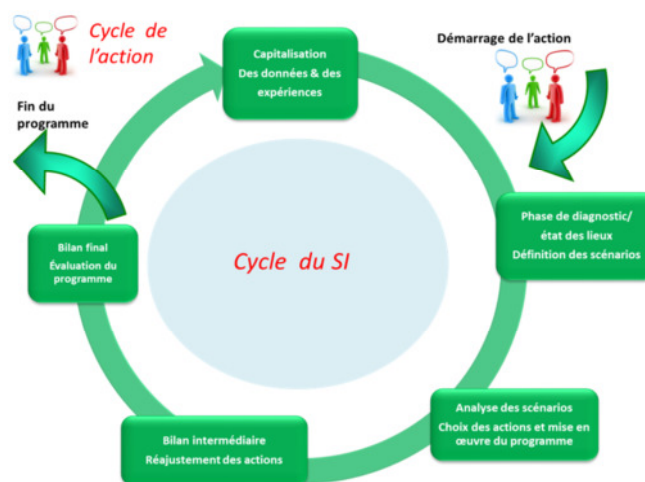 Cycle de
l'action
Démarrage de l'action
Capitalisation
Des données & des
expériences
Fin du
programme
Phase de diagnostic/
état des lieux
Définition des scénarios
Bilan final
Évaluation du
programme
Cycle du SI
Analyse des scénarios
Choix des actions et mise en
œuvre du programme
Bilan intermédiaire
Réajustement des actions